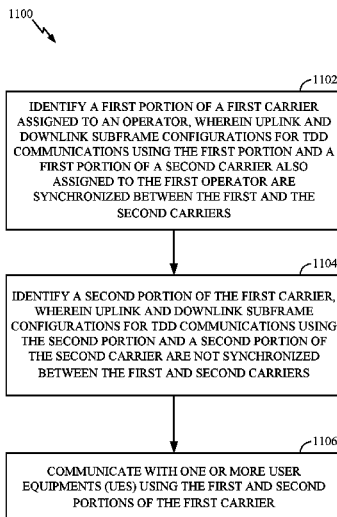 1100
1102
IDENTIFY A FIRST PORTION OF A FIRST CARRIER
ASSIGNED TO AN OPERATOR, WHEREIN UPLINK AND
DOWNLINK SUBFRAME CONFIGURATIONS FOR TDD
COMMUNICATIONS USING THE FIRST PORTION AND A
FIRST PORTION OF A SECOND CARRIER ALSO
ASSIGNED TO THE FIRST OPERATOR ARE
SYNCHRONIZED BETWEEN THE FIRST AND THE
SECOND CARRIERS
1104
IDENTIFY A SECOND PORTION OF THE FIRST CARRIER,
WHEREIN UPLINK AND DOWNLINK SUBFRAME
CONFIGURATIONS FOR TDD COMMUNICATIONS USING
THE SECOND PORTION AND A SECOND PORTION OF
THE SECOND CARRIER ARE NOT SYNCHRONIZED
BETWEEN THE FIRST AND SECOND CARRIERS
1106
COMMUNICATE WITH ONE OR MORE USER
EQUIPMENTS (UES) USING THE FIRST AND SECOND
PORTIONS OF THE FIRST CARRIER